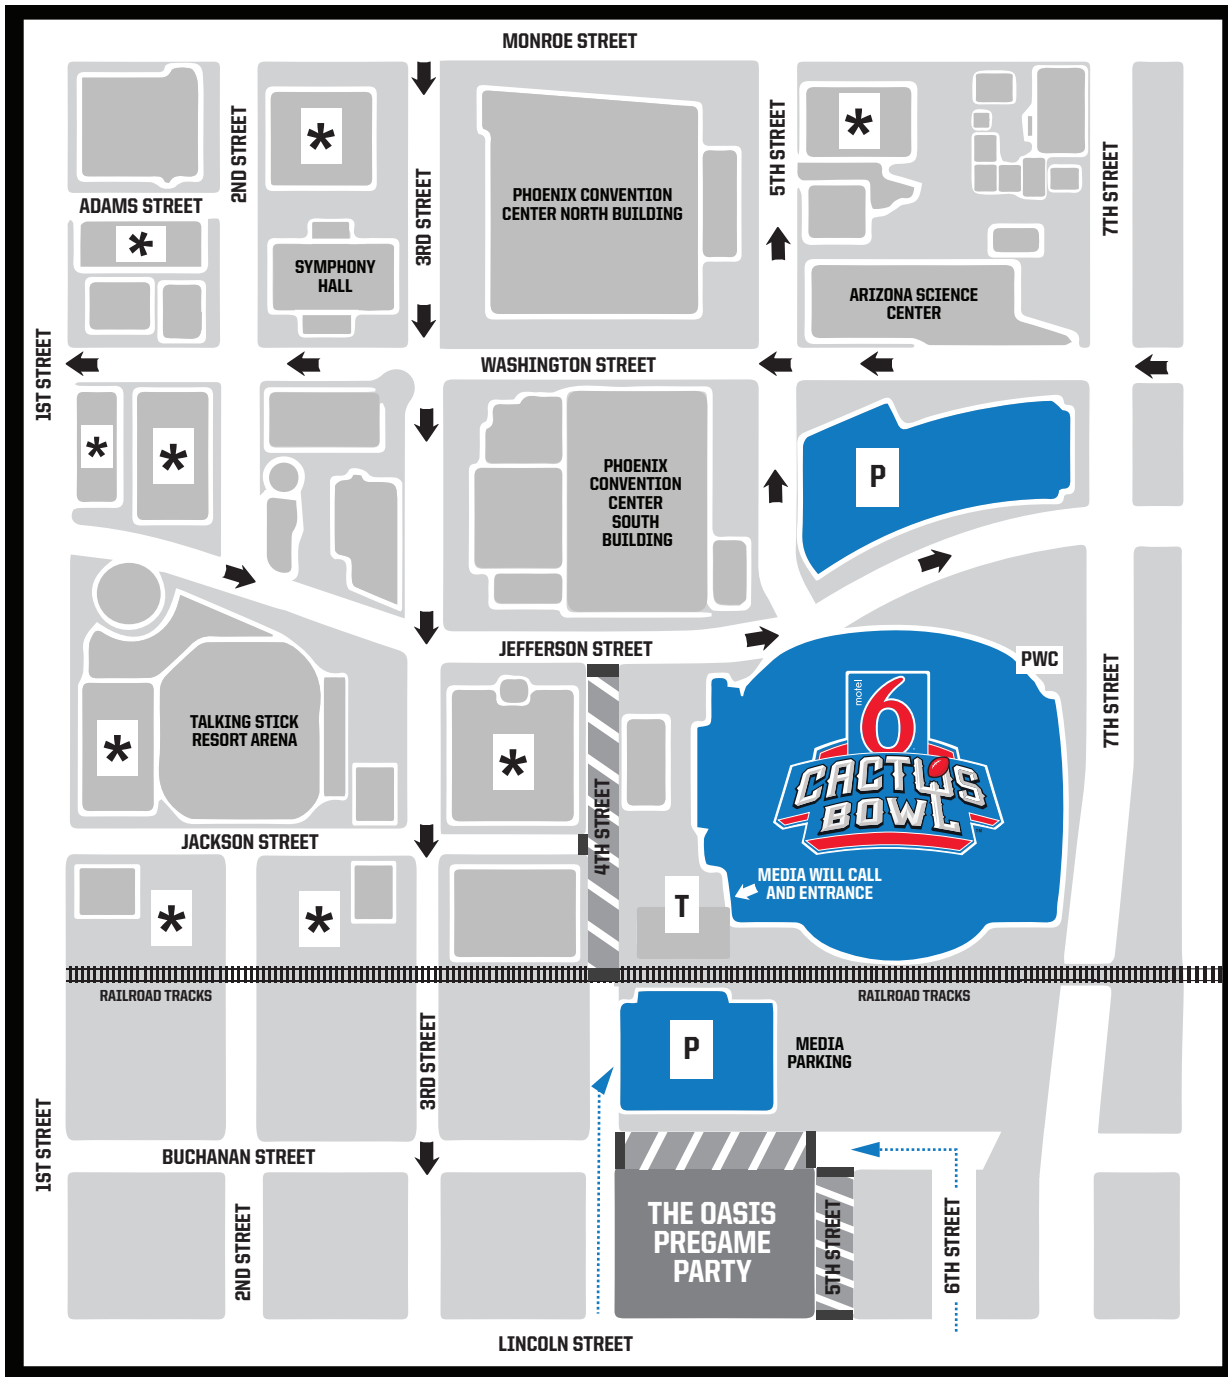 MONROE STREET
2ND STREET
*
3RD STREET
PHOENIX CONVENTION
CENTER NORTH BUILDING
5TH STREET
*
7TH STREET
ADAMS STREET
*
SYMPHONY
HALL
ARIZONA SCIENCE
CENTER
1ST STREET
WASHINGTON STREET
*
*
PHOENIX
CONVENTION
CENTER
SOUTH
BUILDING
P
JEFFERSON STREET
PWC
motel
6
CACTUS
BOWL
TM
7TH STREET
TALKING STICK
RESORT ARENA
*
*
4TH STREET
JACKSON STREET
MEDIA WILL CALL
AND ENTRANCE
*
*
T
RAILROAD TRACKS
RAILROAD TRACKS
3RD STREET
P
MEDIA
PARKING
1ST STREET
BUCHANAN STREET
2ND STREET
THE OASIS
PREGAME
PARTY
5TH STREET
6TH STREET
LINCOLN STREET